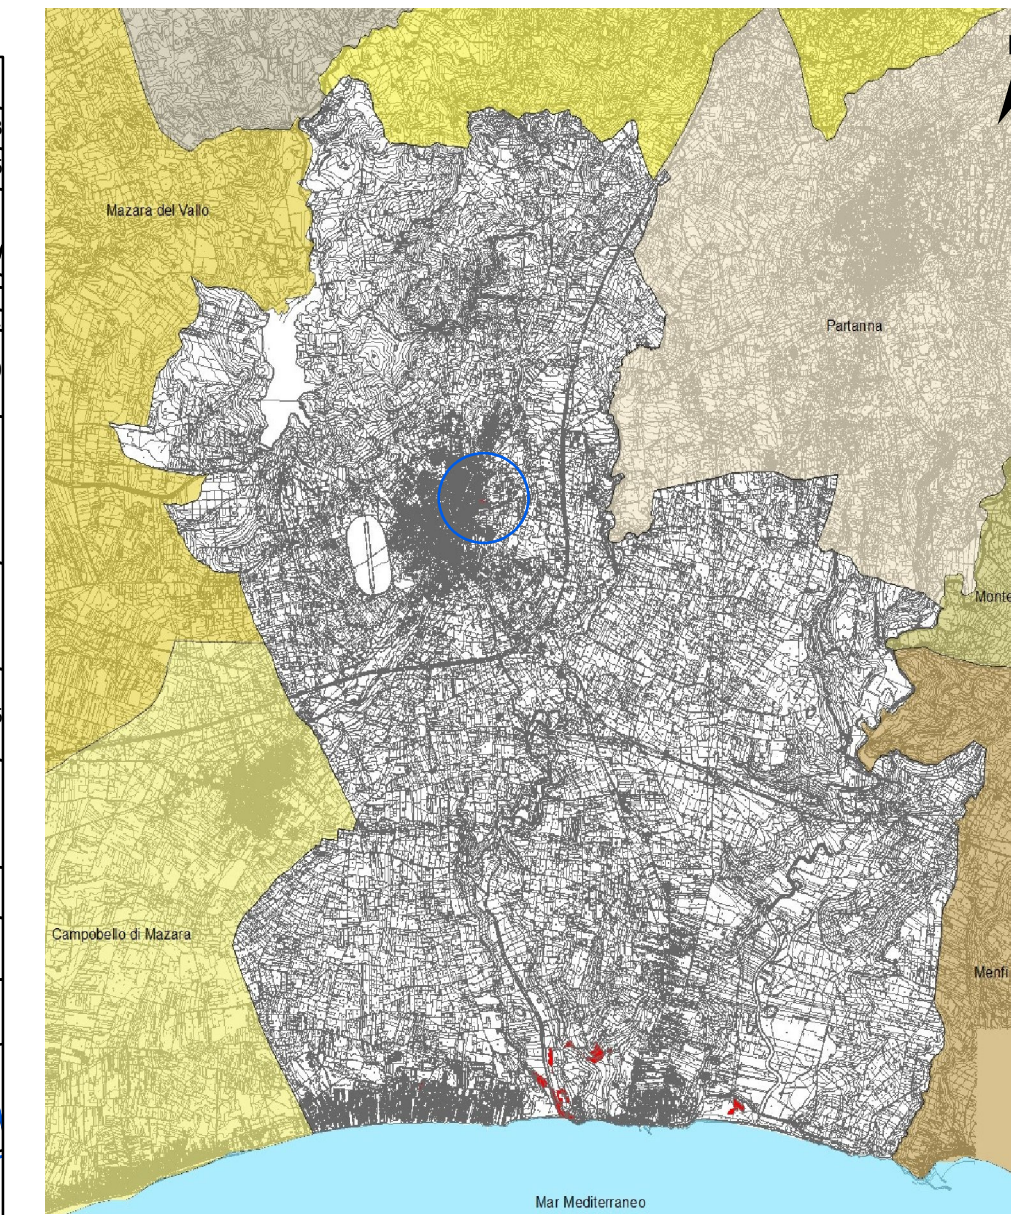 Mazara del Vallo
Partanna
Monte
Campobello di Mazara
Menfi
Mar Mediterraneo